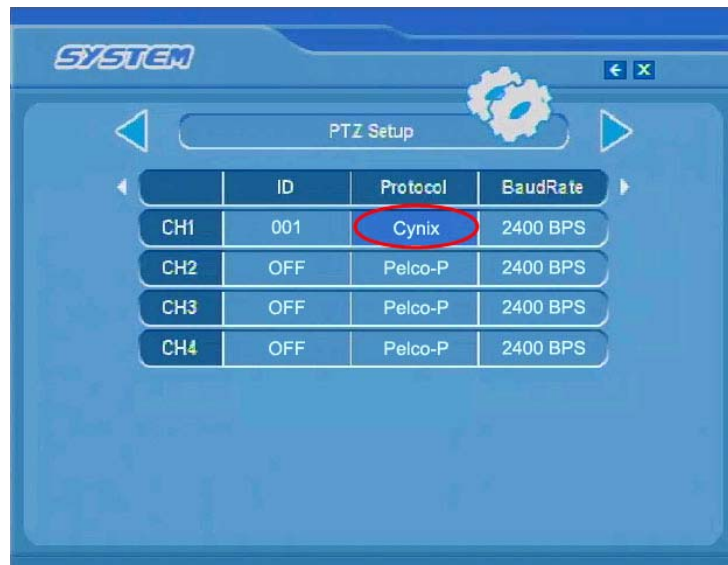 SYSTEM
PTZ Setup
ID Protocol BaudRate
CH1 001 Cynix 2400 BPS
CH2 OFF Pelco-P 2400 BPS
CH3 OFF Pelco-P 2400 BPS
CH4 OFF Pelco-P 2400 BPS